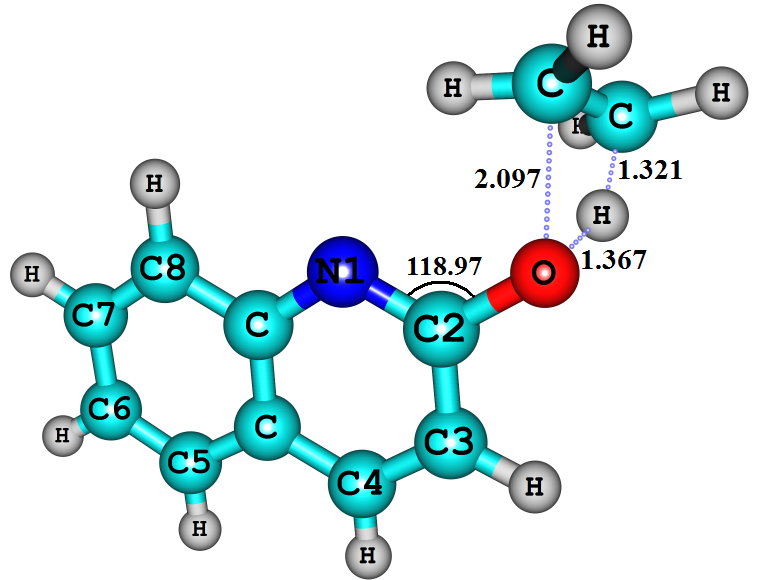 H
H C
H C H
2.097 1.321
H
H
118.97 1.367
H C8 N1 O
C7 C C2
C6 C C3
H C5 C4 H
H
H